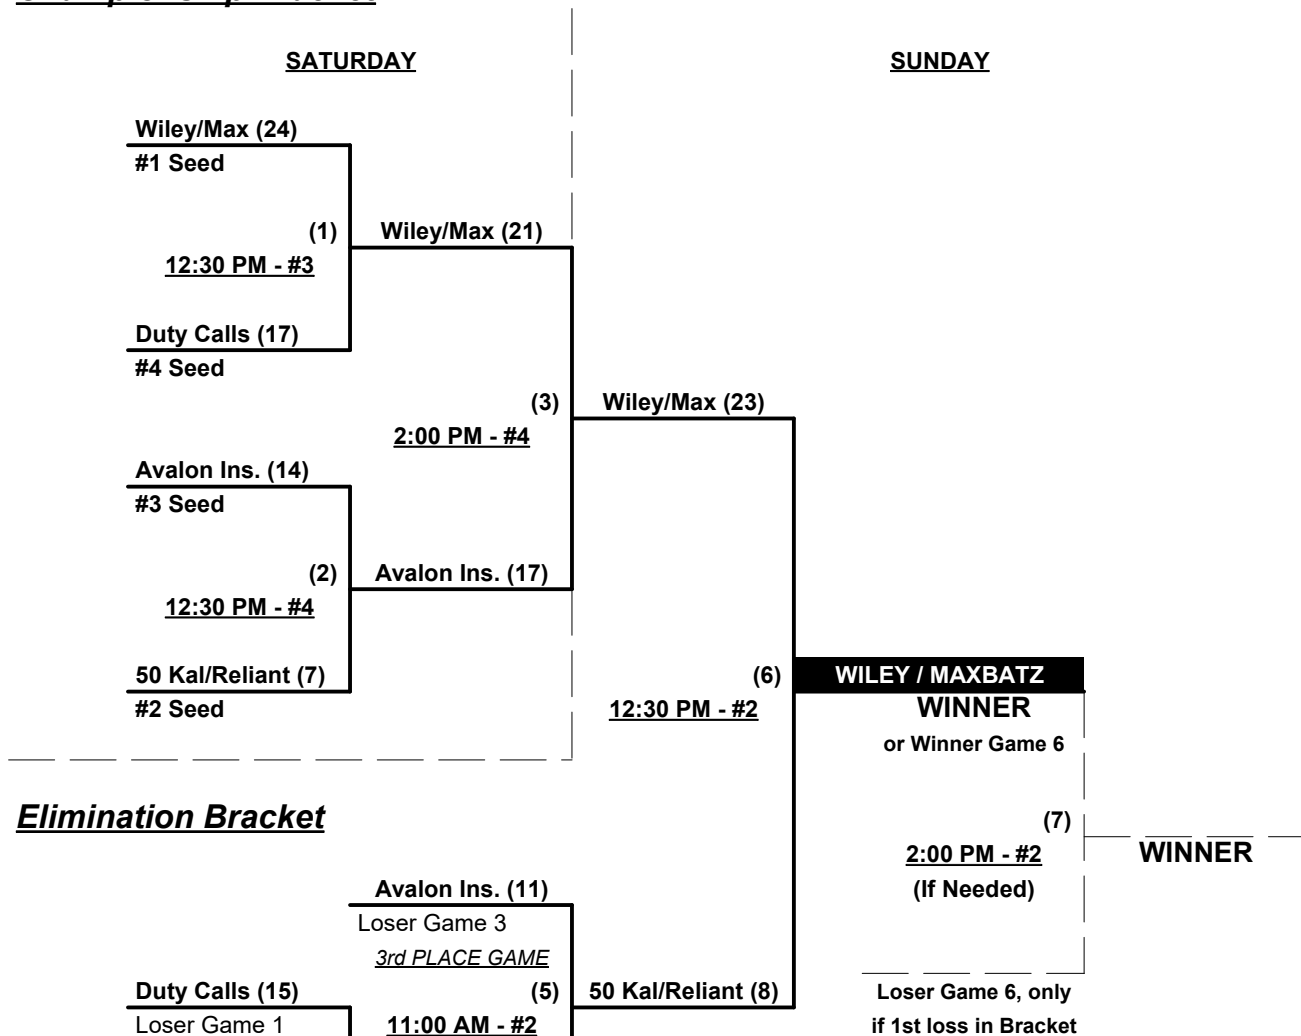 SATURDAY
SUNDAY
Wiley/Max (24)
#1 Seed
(1)
Wiley/Max (21)
12:30 PM - #3
Duty Calls (17)
#4 Seed
(3)
Wiley/Max (23)
2:00 PM - #4
Avalon Ins. (14)
#3 Seed
(2)
Avalon Ins. (17)
12:30 PM - #4
50 Kal/Reliant (7)
#2 Seed
(6)
WILEY / MAXBATZ
12:30 PM - #2
WINNER
or Winner Game 6
Elimination Bracket
(7)
2:00 PM - #2
WINNER
(If Needed)
Avalon Ins. (11)
Loser Game 3
3rd PLACE GAME
Duty Calls (15)
(5)
50 Kal/Reliant (8)
Loser Game 6, only
Loser Game 1
11:00 AM - #2
if 1st loss in Bracket